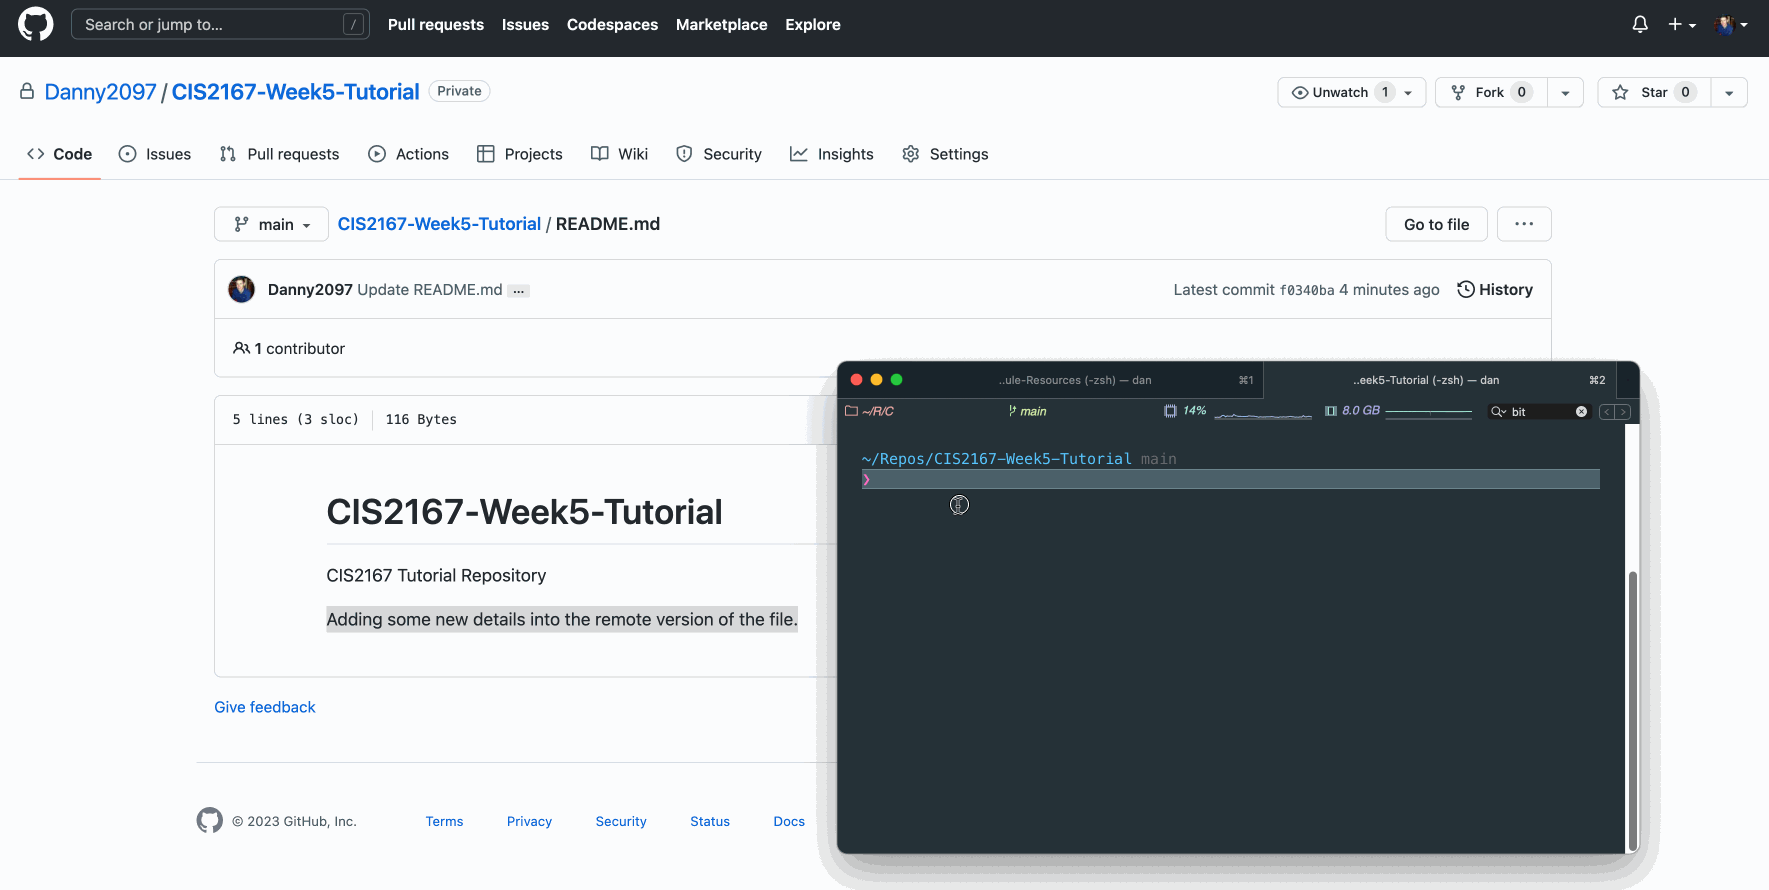 Search or jump to... /
Pull requests Issues Codespaces Marketplace Explore
Danny2097 / CIS2167-Week5-Tutorial Private
Unwatch 1 Fork 0 Star 0
Code Issues Pull requests Actions Projects Wiki Security Insights Settings
main CIS2167-Week5-Tutorial / README.md
Go to file ...
Danny2097 Update README.md ...
Latest commit f0340ba 4 minutes ago History
1 contributor
5 lines (3 sloc) 116 Bytes
CIS2167-Week5-Tutorial
CIS2167 Tutorial Repository
Adding some new details into the remote version of the file.
Give feedback
© 2023 GitHub, Inc. Terms Privacy Security Status Docs
..ule-Resources (-zsh) — dan ⌘1 ..eek5-Tutorial (-zsh) — dan ⌘2
~/R/C main 14% 8.0 GB bit
~/Repos/CIS2167-Week5-Tutorial main
❯